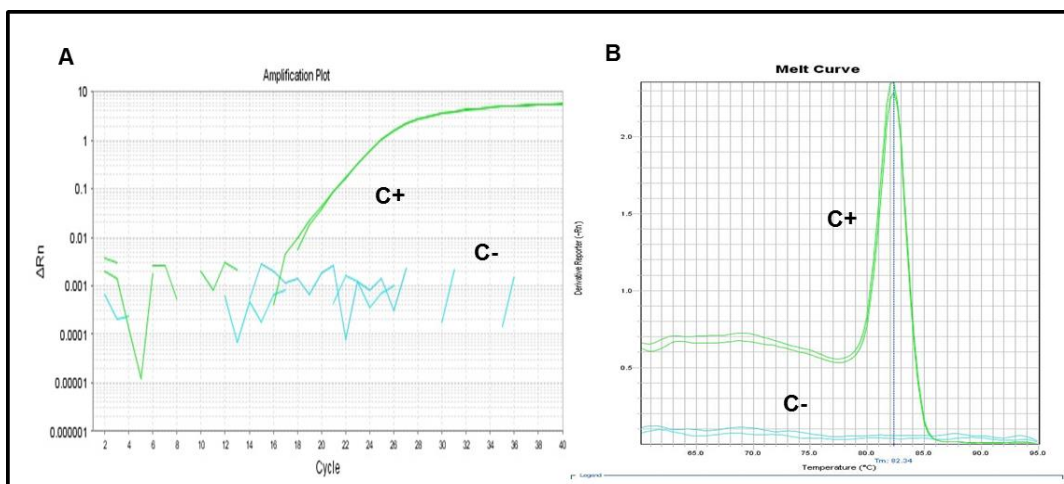 A
Amplification Plot
10
1
0.1
0.01
0.001
0.0001
0.00001
0.000001
ΔRn
C+
C-
2 4 6 8 10 12 14 16 18 20 22 24 26 28 30 32 34 36 38 40
Cycle
B
Melt Curve
2.0
1.5
1.0
0.5
Derivative Reporter (-Rn')
C+
C-
65.0 70.0 75.0 80.0 85.0 90.0 95.0
Tm: 82.34
Temperature (°C)
Legend